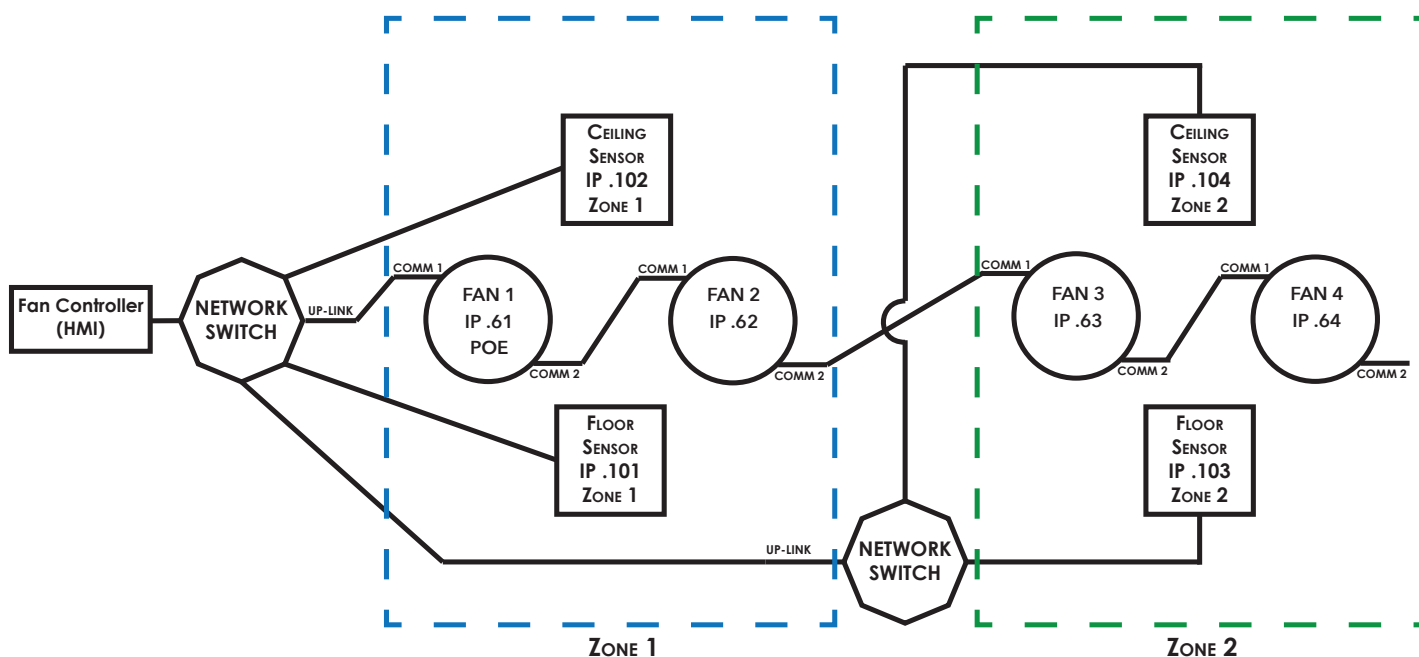 Ceiling
Sensor
IP .102
Zone 1
Ceiling
Sensor
IP .104
Zone 2
Fan Controller
(HMI)
NETWORK
SWITCH
UP-LINK
COMM 1
FAN 1
IP .61
POE
COMM 2
COMM 1
FAN 2
IP .62
COMM 2
COMM 1
FAN 3
IP .63
COMM 2
COMM 1
FAN 4
IP .64
COMM 2
Floor
Sensor
IP .101
Zone 1
Floor
Sensor
IP .103
Zone 2
UP-LINK
NETWORK
SWITCH
Zone 1
Zone 2